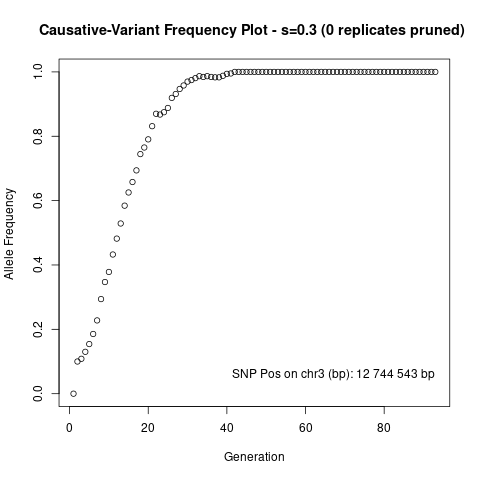 Causative-Variant Frequency Plot - s=0.3 (0 replicates pruned)
1.0
0.8
0.6
0.4
0.2
0.0
Allele Frequency
SNP Pos on chr3 (bp): 12 744 543 bp
0 20 40 60 80
Generation